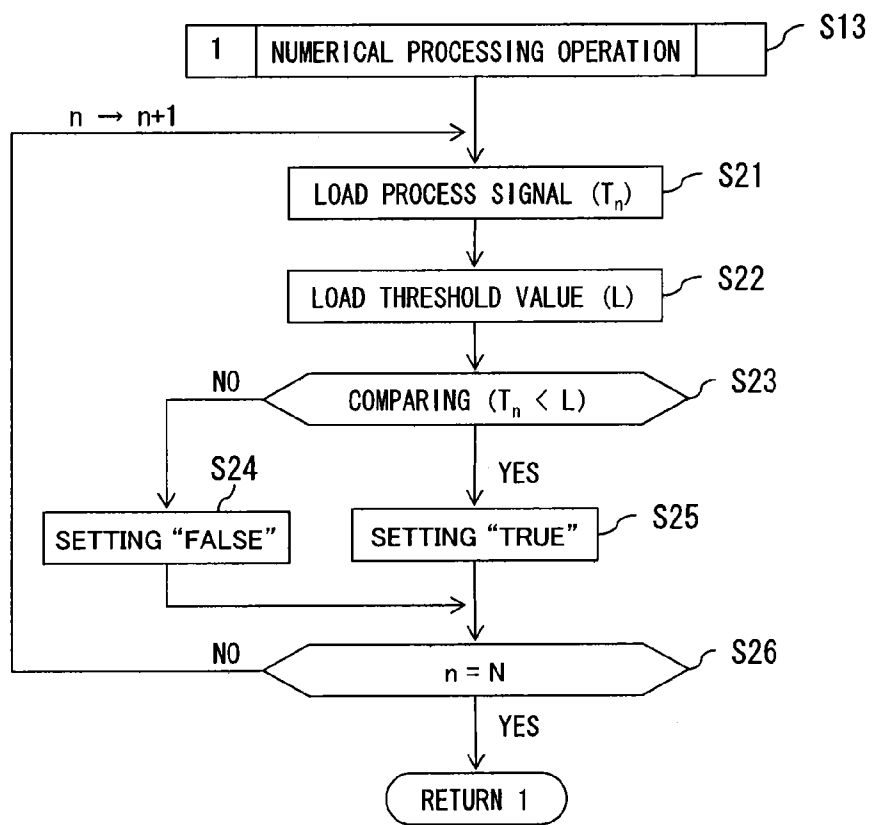 S13
1 NUMERICAL PROCESSING OPERATION
n → n+1
S21
LOAD PROCESS SIGNAL (Tn)
S22
LOAD THRESHOLD VALUE (L)
S23
NO
COMPARING (Tn < L)
YES
S24
SETTING “FALSE”
S25
SETTING “TRUE”
NO
S26
n = N
YES
RETURN 1